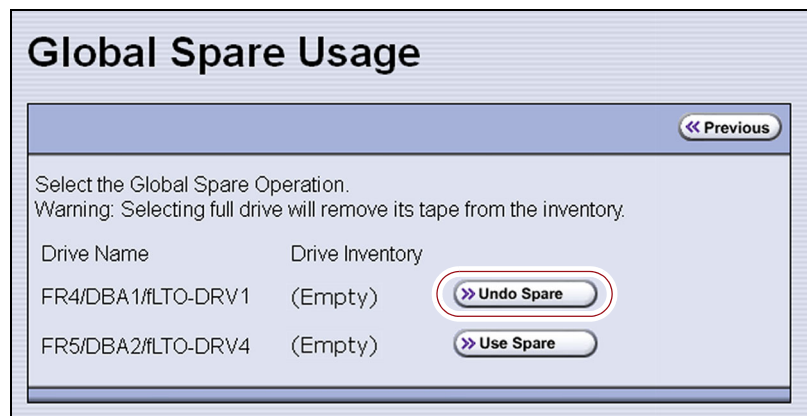 Global Spare Usage
Previous
Select the Global Spare Operation.
Warning: Selecting full drive will remove its tape from the inventory.
Drive Name Drive Inventory
FR4/DBA1/fLTO-DRV1 (Empty) Undo Spare
FR5/DBA2/fLTO-DRV4 (Empty) Use Spare